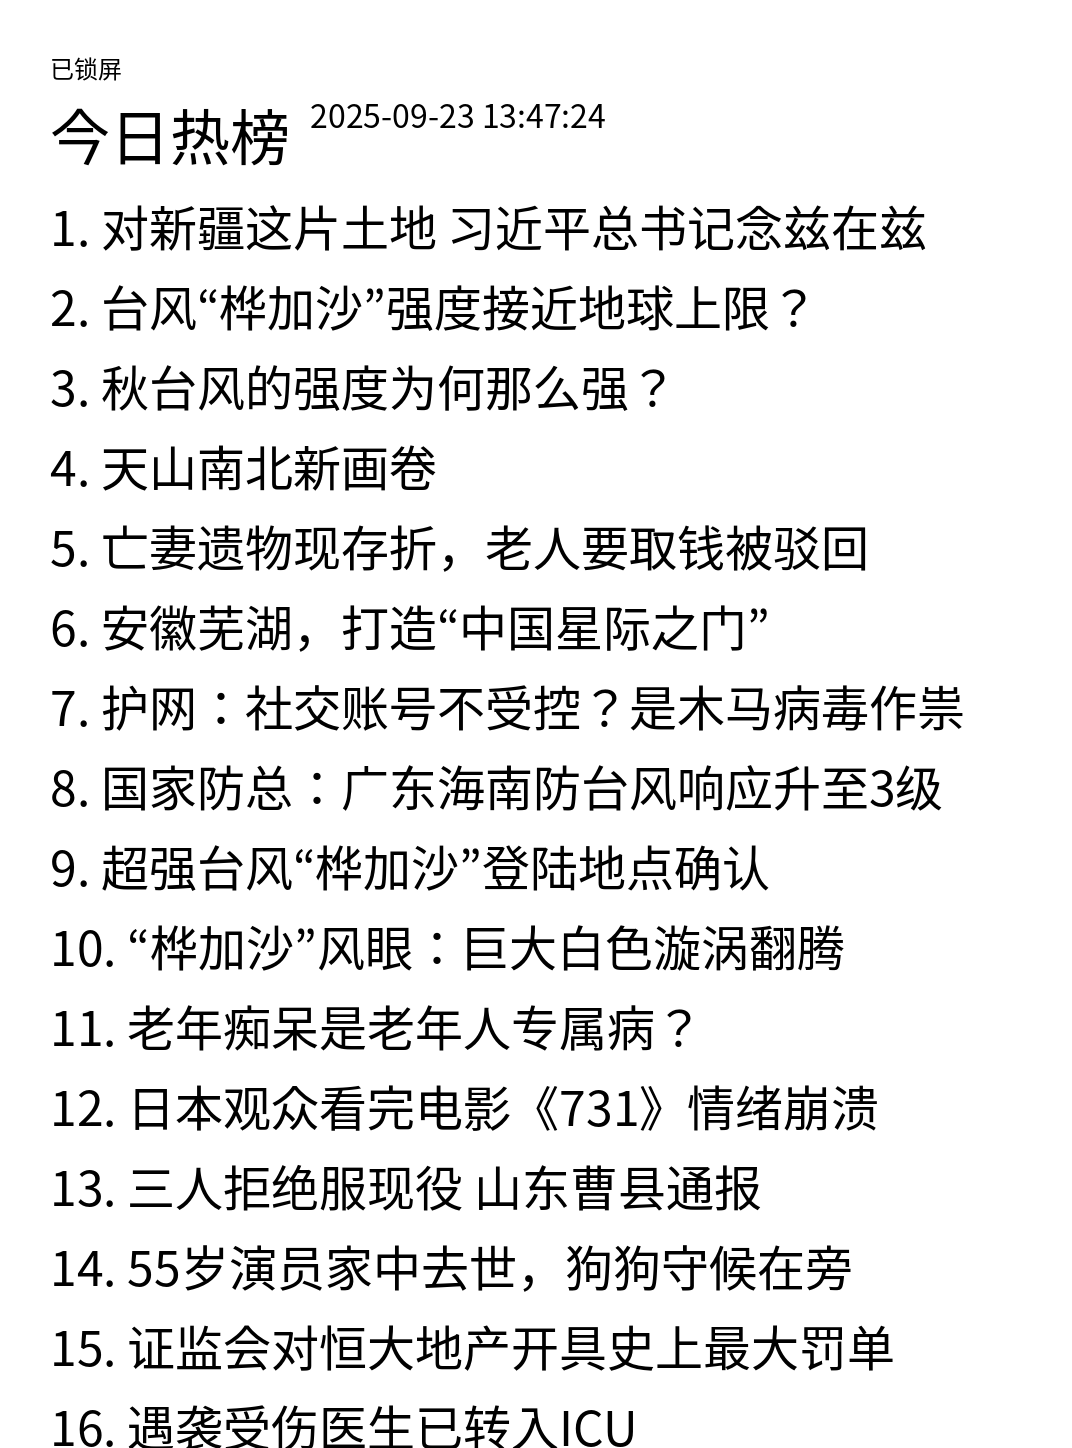 已锁屏
今日热榜 2025-09-23 13:47:24
1. 对新疆这片土地 习近平总书记念兹在兹
2. 台风“桦加沙”强度接近地球上限？
3. 秋台风的强度为何那么强？
4. 天山南北新画卷
5. 亡妻遗物现存折，老人要取钱被驳回
6. 安徽芜湖，打造“中国星际之门”
7. 护网：社交账号不受控？是木马病毒作祟
8. 国家防总：广东海南防台风响应升至3级
9. 超强台风“桦加沙”登陆地点确认
10. “桦加沙”风眼：巨大白色漩涡翻腾
11. 老年痴呆是老年人专属病？
12. 日本观众看完电影《731》情绪崩溃
13. 三人拒绝服现役 山东曹县通报
14. 55岁演员家中去世，狗狗守候在旁
15. 证监会对恒大地产开具史上最大罚单
16. 遇袭受伤医生已转入ICU